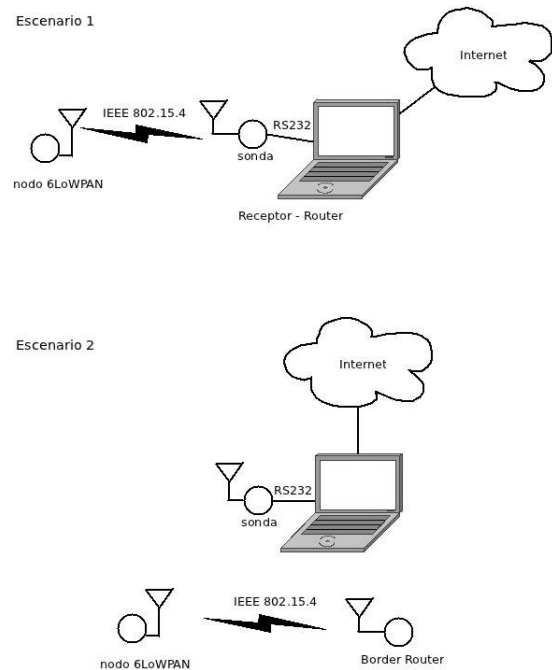 Escenario 1
Internet
IEEE 802.15.4
RS232
sonda
nodo 6LoWPAN
Receptor - Router
Escenario 2
Internet
RS232
sonda
IEEE 802.15.4
nodo 6LoWPAN
Border Router